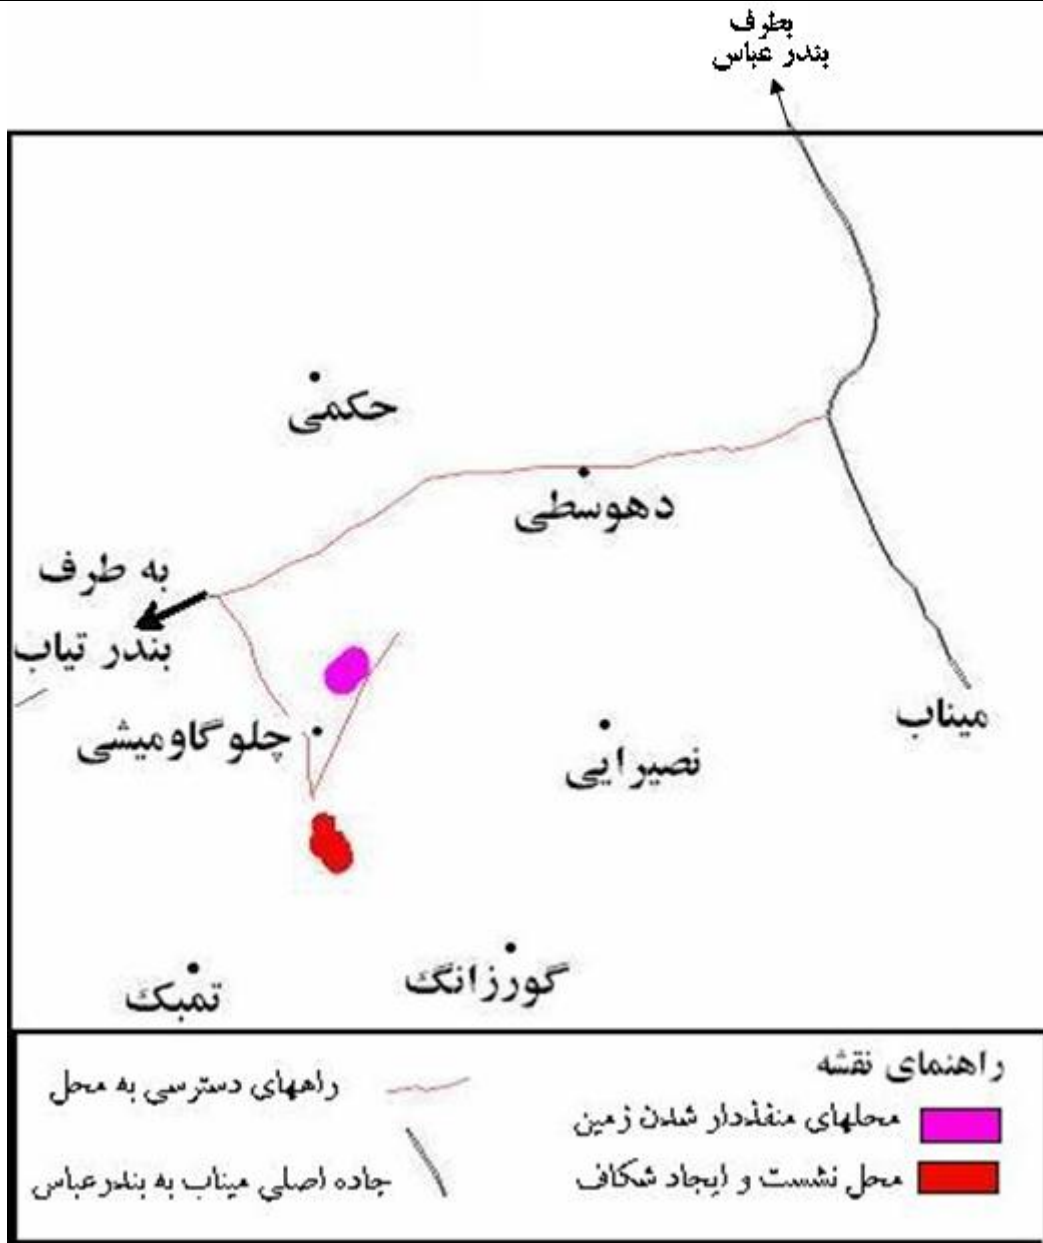 بطرف
بندر عباس
حکمی
دهوسطی
به طرف
بندر تیاب
میناب
چلوگاومیشی
نصیرایی
گورزانگ
تمبک
راهنمای نقشه
محلهای منفذدار شدن زمین
محل نشست و ایجاد شکاف
راههای دسترسی به محل
جاده اصلی میناب به بندرعباس